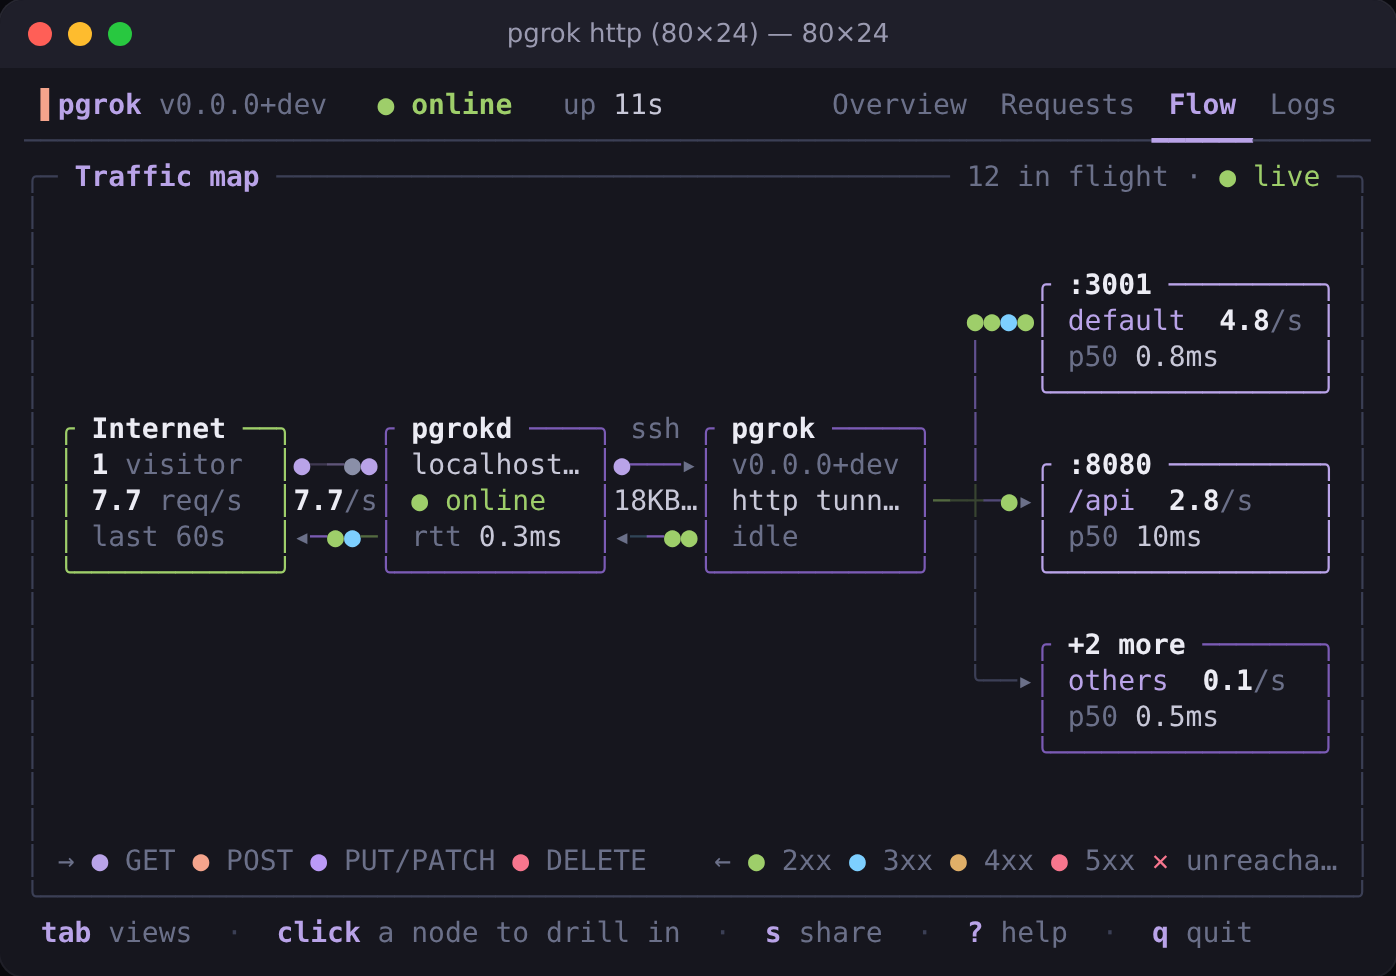 pgrok http (80×24) — 80×24
pgrok v0.0.0+dev ● online up 11s Overview Requests Flow Logs
Traffic map 12 in flight · ● live
:3001
default 4.8/s
p50 0.8ms
Internet pgrokd ssh pgrok
1 visitor localhost… v0.0.0+dev :8080
7.7 req/s 7.7/s ● online 18KB… http tunn… /api 2.8/s
last 60s rtt 0.3ms idle p50 10ms
+2 more
others 0.1/s
p50 0.5ms
→ ● GET ● POST ● PUT/PATCH ● DELETE ← ● 2xx ● 3xx ● 4xx ● 5xx × unreacha…
tab views · click a node to drill in · s share · ? help · q quit